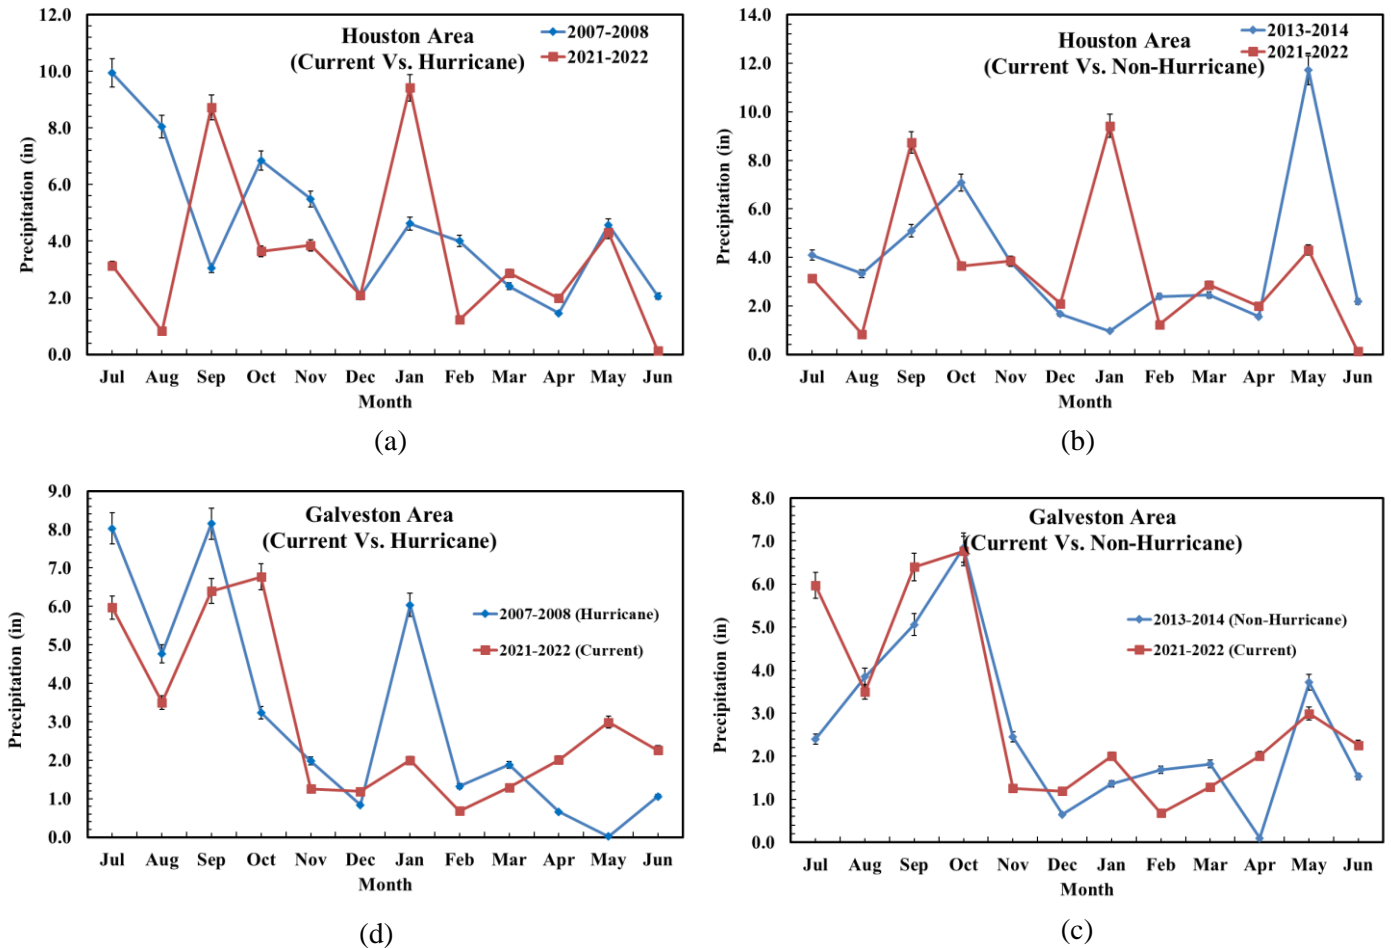 Houston Area
(Current Vs. Hurricane)
2007-2008
2021-2022
Precipitation (in)
12.0
10.0
8.0
6.0
4.0
2.0
0.0
Jul Aug Sep Oct Nov Dec Jan Feb Mar Apr May Jun
Month
(a)
Houston Area
(Current Vs. Non-Hurricane)
2013-2014
2021-2022
Precipitation (in)
14.0
12.0
10.0
8.0
6.0
4.0
2.0
0.0
Jul Aug Sep Oct Nov Dec Jan Feb Mar Apr May Jun
Month
(b)
Galveston Area
(Current Vs. Hurricane)
2007-2008 (Hurricane)
2021-2022 (Current)
Precipitation (in)
9.0
8.0
7.0
6.0
5.0
4.0
3.0
2.0
1.0
0.0
Jul Aug Sep Oct Nov Dec Jan Feb Mar Apr May Jun
Month
(d)
Galveston Area
(Current Vs. Non-Hurricane)
2013-2014 (Non-Hurricane)
2021-2022 (Current)
Precipitation (in)
8.0
7.0
6.0
5.0
4.0
3.0
2.0
1.0
0.0
Jul Aug Sep Oct Nov Dec Jan Feb Mar Apr May Jun
Month
(c)